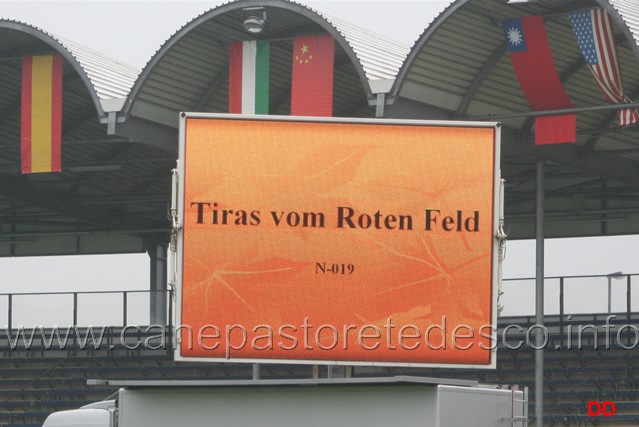 Tiras vom Roten Feld
N-019
© www.canepastoretedesco.info
DD